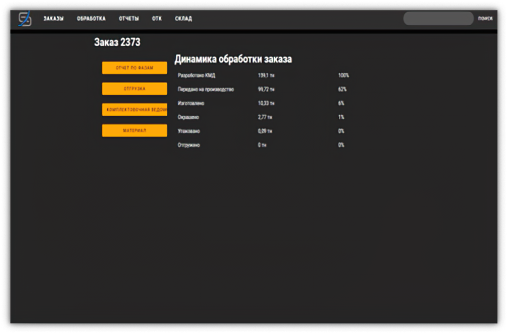 ЗАКАЗЫ ОБРАБОТКА ОТЧЕТЫ ОТК СКЛАД ПОИСК
Заказ 2373
Динамика обработки заказа
ОТЧЕТ ПО ФАЗАМ
ОТГРУЗКА
КОМПЛЕКТОВОЧНАЯ ВЕДОМ
МАТЕРИАЛ
Разработано КМД 159,1 тн 100%
Передано на производство 99,72 тн 62%
Изготовлено 10,33 тн 6%
Окрашено 2,77 тн 1%
Упаковано 0,09 тн 0%
Отгружено 0 тн 0%